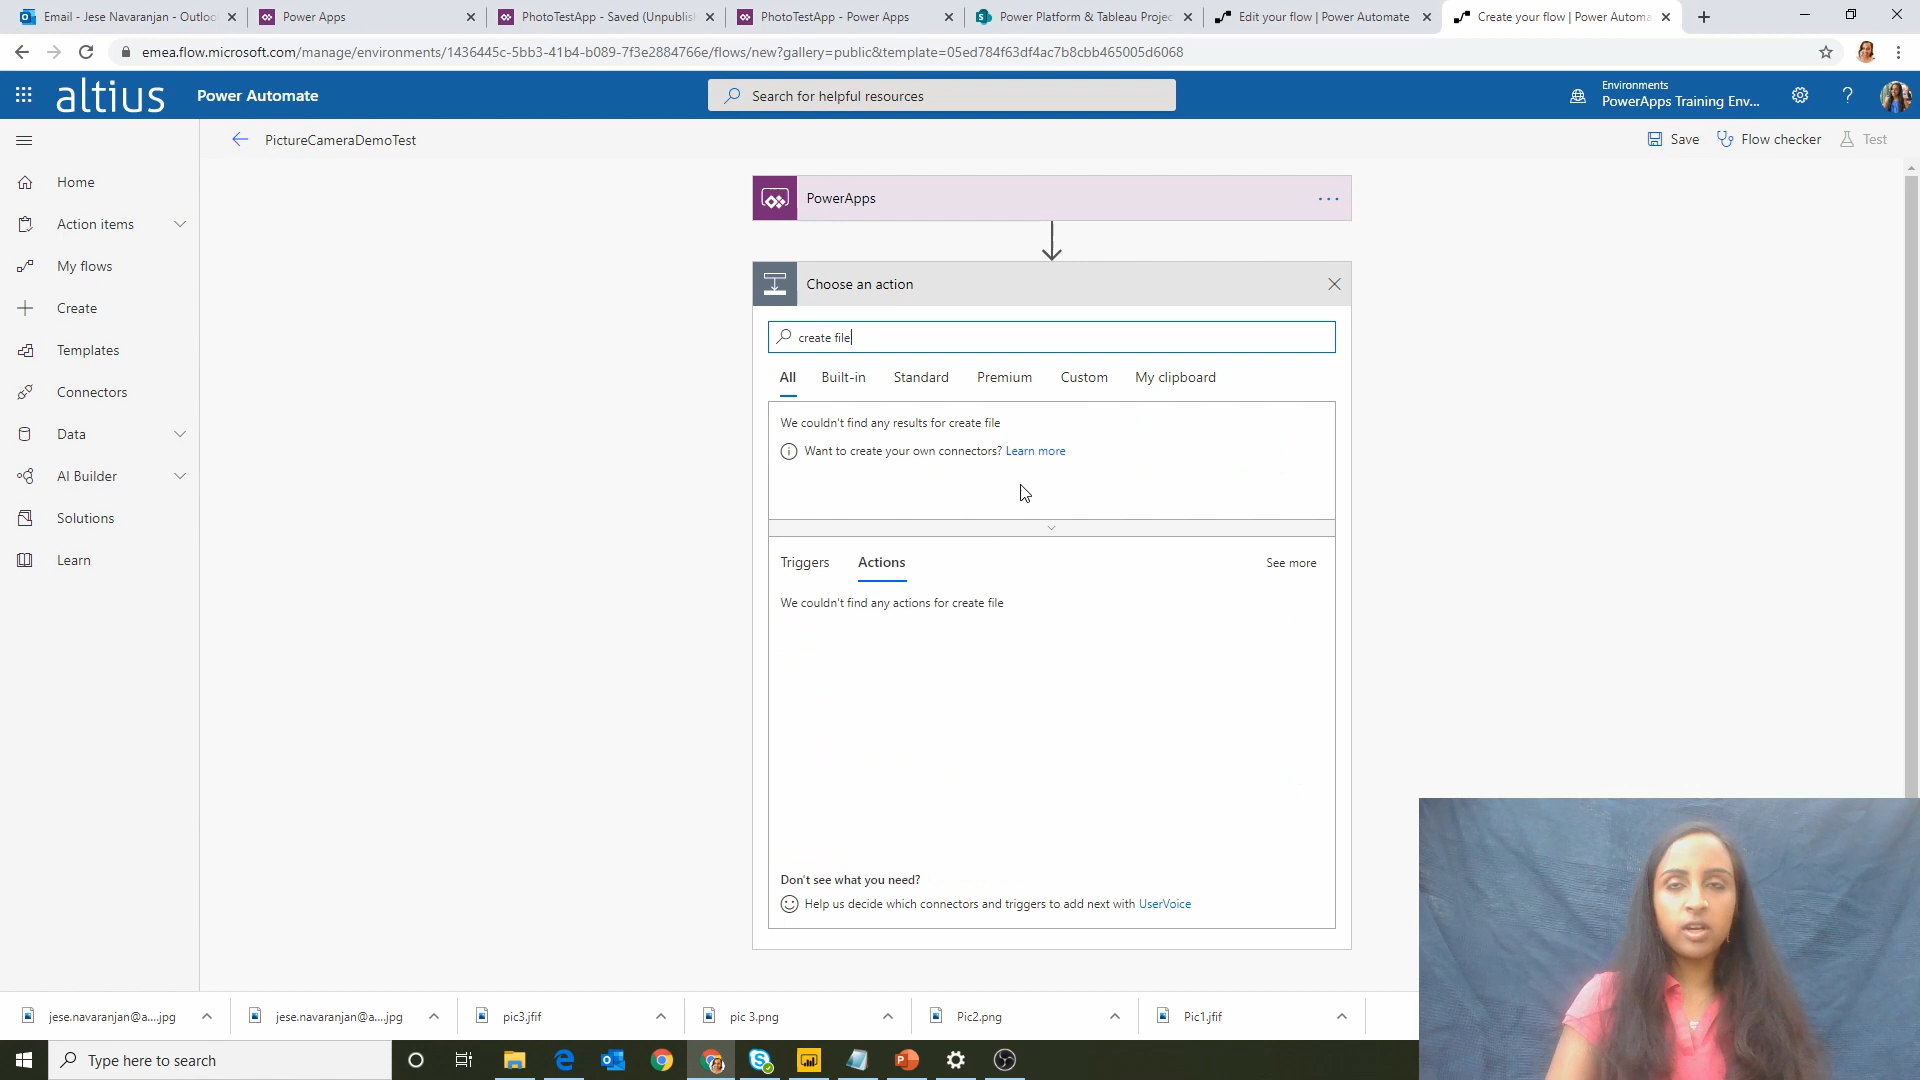 Email - Jese Navaranjan - Outloo
Power Apps
PhotoTestApp - Saved (Unpublis
PhotoTestApp - Power Apps
Power Platform & Tableau Projec
Edit your flow | Power Automate
Create your flow | Power Automa
emea.flow.microsoft.com/manage/environments/1436445c-5bb3-41b4-b089-7f3e2884766e/flows/new?gallery=public&template=05ed784f63df4ac7b8cbb465005d6068
altius
Power Automate
Search for helpful resources
Environments
PowerApps Training Env...
?
PictureCameraDemoTest
Save
Flow checker
Test
Home
Action items
My flows
Create
Templates
Connectors
Data
AI Builder
Solutions
Learn
PowerApps
...
Choose an action
create file
All
Built-in
Standard
Premium
Custom
My clipboard
We couldn't find any results for create file
Want to create your own connectors? Learn more
Triggers
Actions
See more
We couldn't find any actions for create file
Don't see what you need?
Help us decide which connectors and triggers to add next with UserVoice
jese.navaranjan@a....jpg
jese.navaranjan@a....jpg
pic3.jfif
pic 3.png
Pic2.png
Pic1.jfif
Type here to search